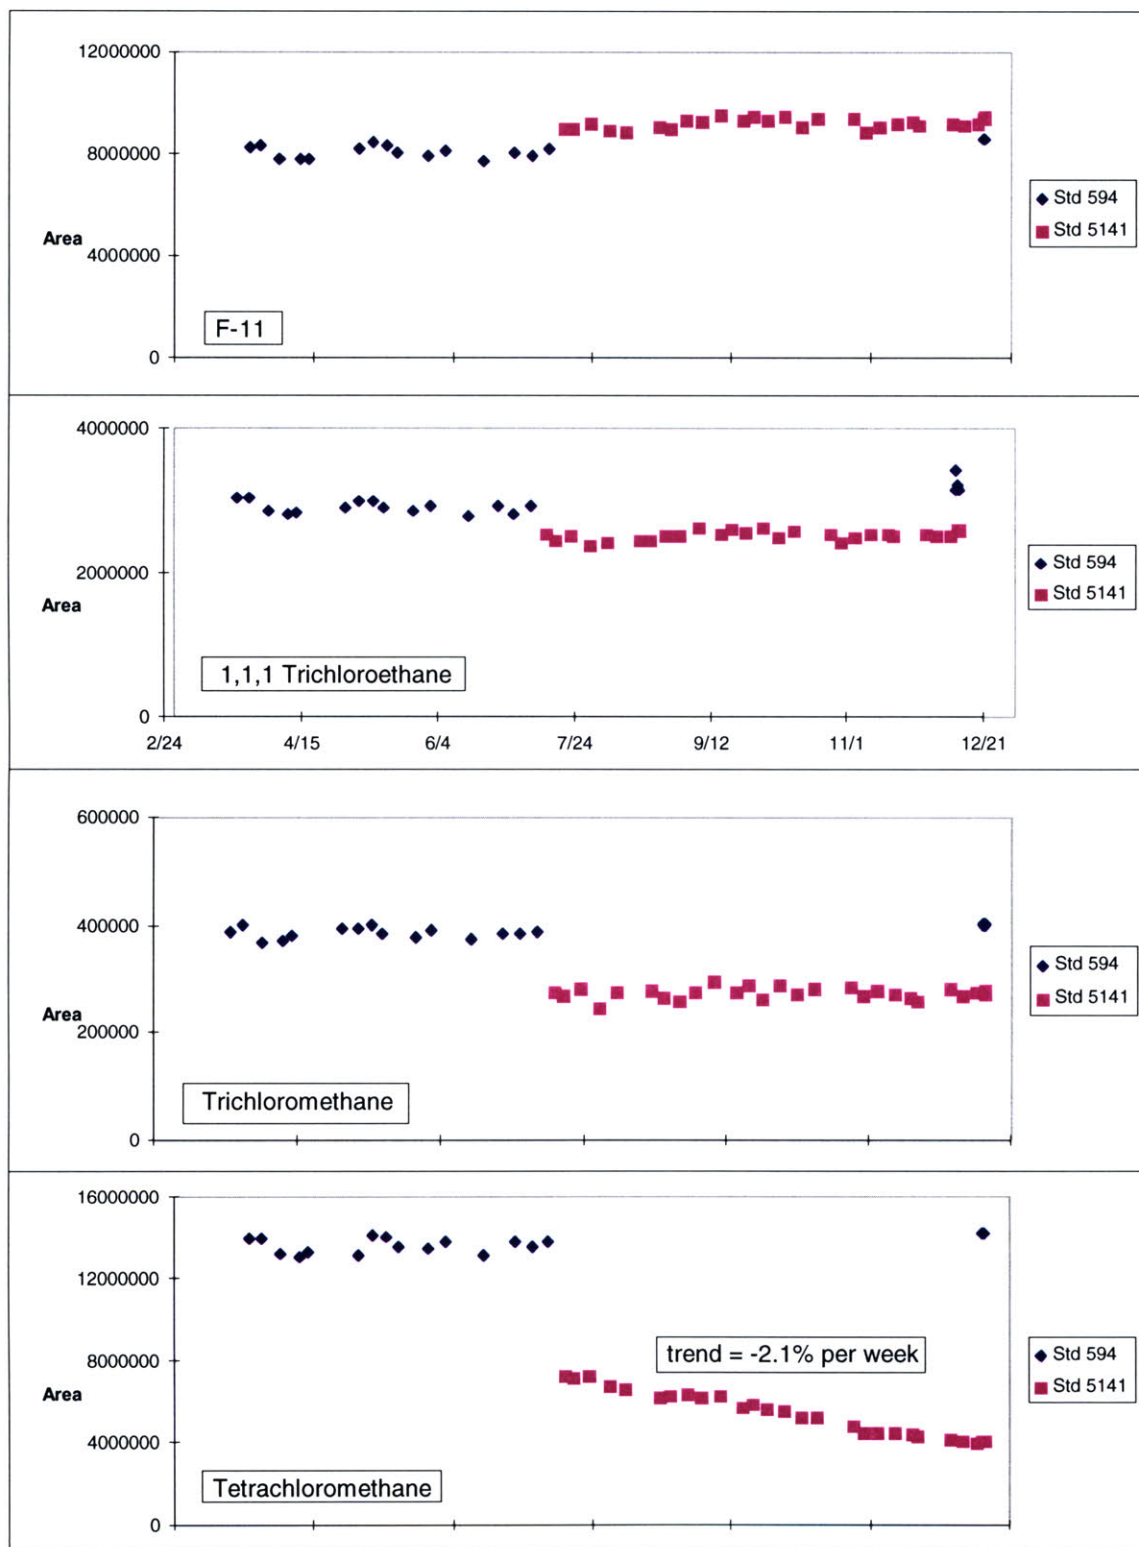 12000000
8000000
Area
4000000
0
F-11
Std 594
Std 5141
4000000
2000000
Area
0
1,1,1 Trichloroethane
2/24
4/15
6/4
7/24
9/12
11/1
12/21
Std 594
Std 5141
600000
400000
Area
200000
0
Trichloromethane
Std 594
Std 5141
16000000
12000000
8000000
Area
4000000
0
trend = -2.1% per week
Tetrachloromethane
Std 594
Std 5141